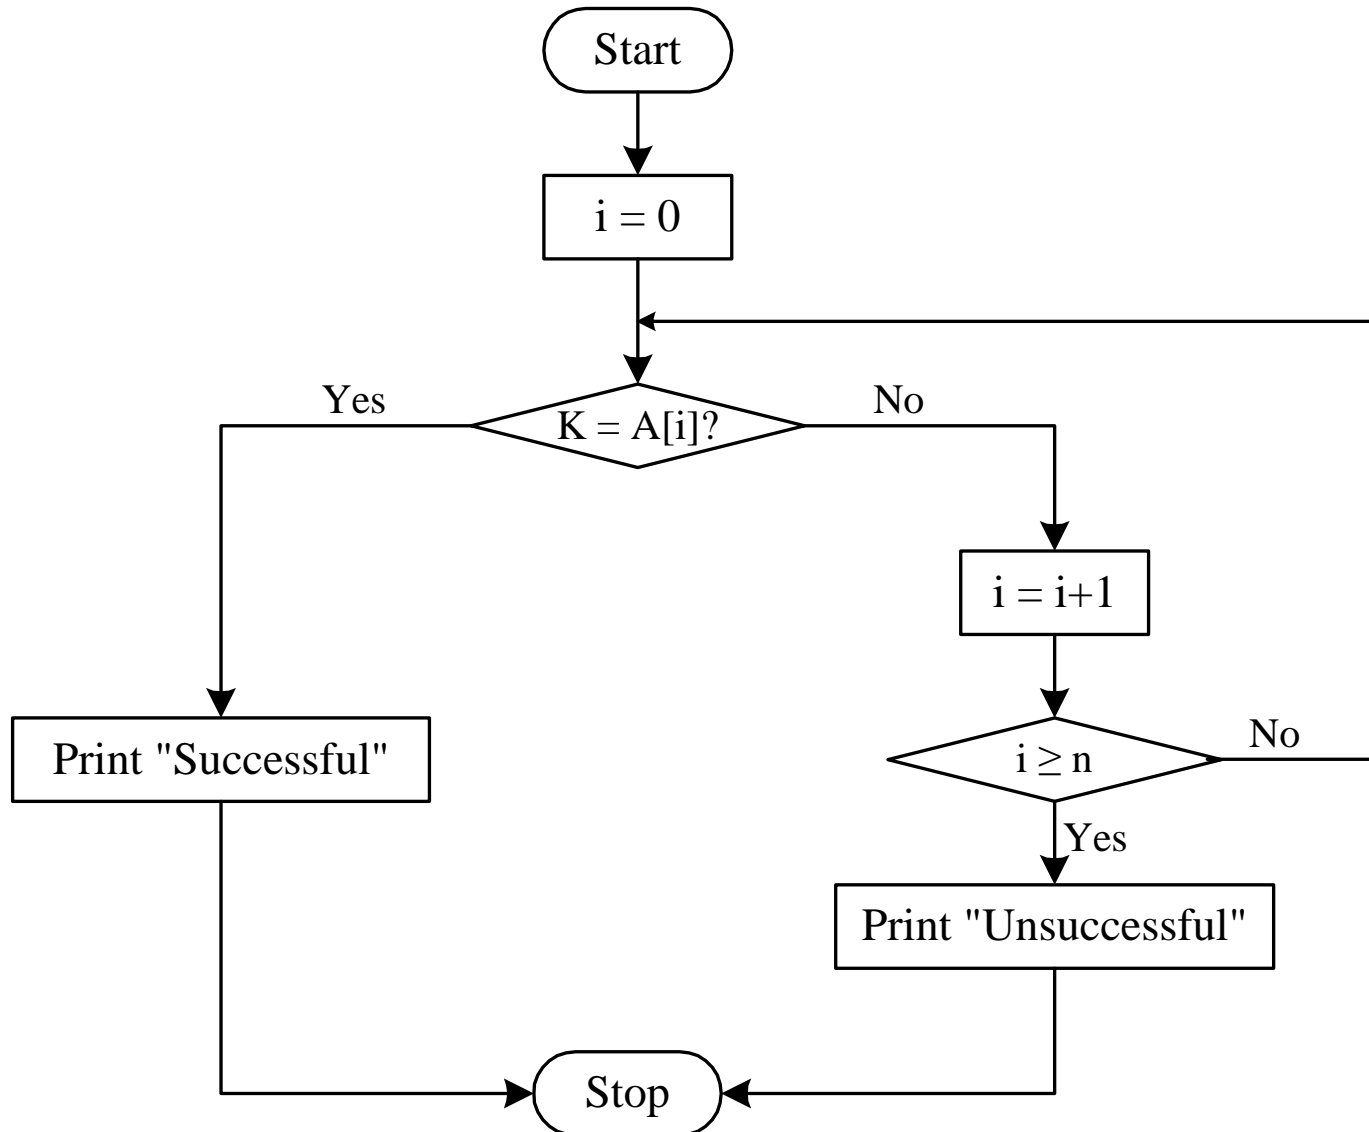 Start
i = 0
Yes
K = A[i]?
No
i = i+1
Print "Successful"
i ≥ n
No
Yes
Print "Unsuccessful"
Stop